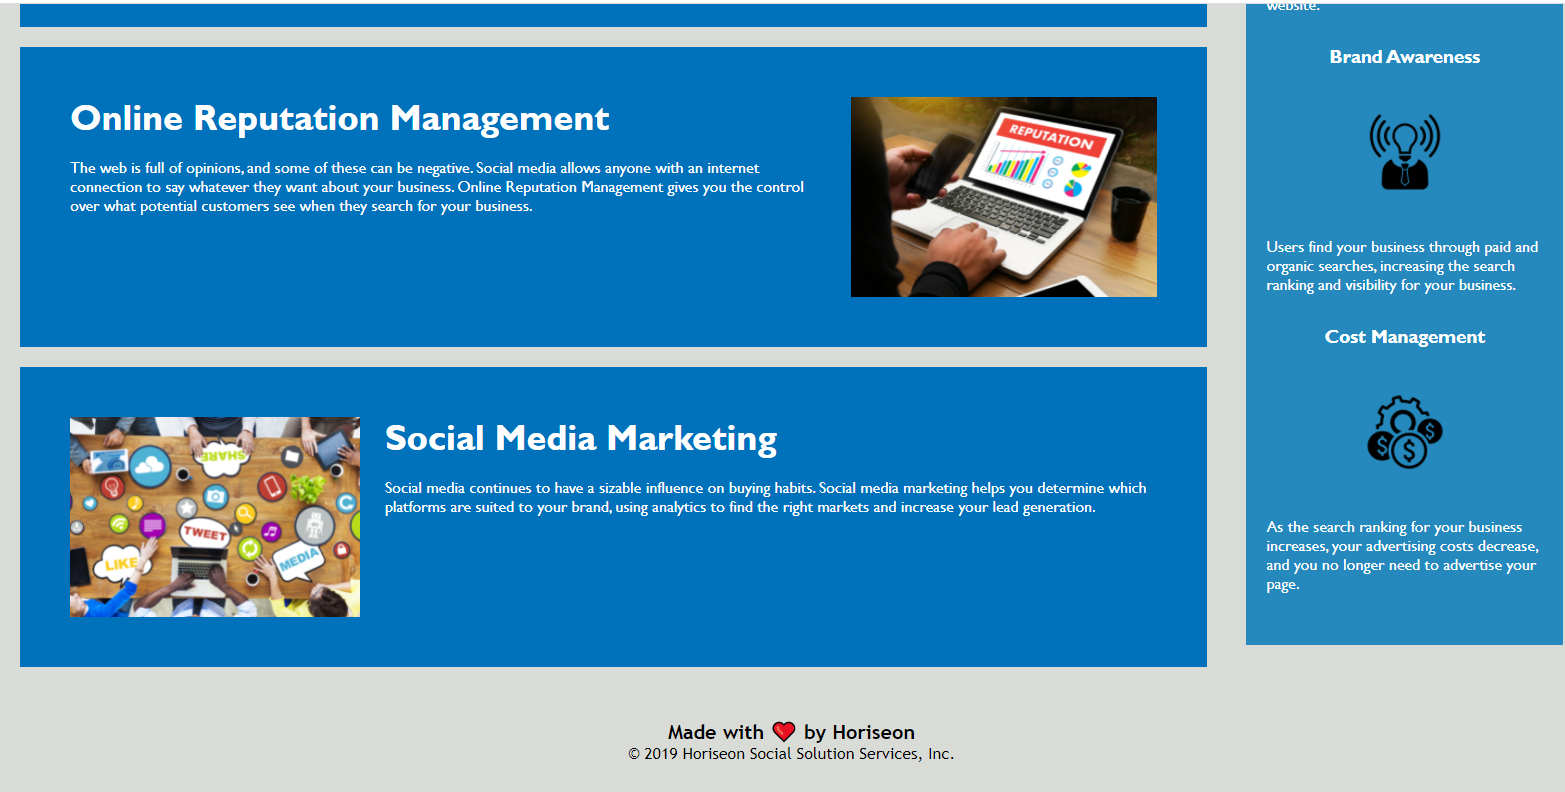 website.
Brand Awareness
Online Reputation Management
REPUTATION
The web is full of opinions, and some of these can be negative. Social media allows anyone with an internet
connection to say whatever they want about your business. Online Reputation Management gives you the control
over what potential customers see when they search for your business.
Users find your business through paid and
organic searches, increasing the search
ranking and visibility for your business.
Cost Management
Social Media Marketing
SHARE
TWEET
LIKE
MEDIA
Social media continues to have a sizable influence on buying habits. Social media marketing helps you determine which
platforms are suited to your brand, using analytics to find the right markets and increase your lead generation.
As the search ranking for your business
increases, your advertising costs decrease,
and you no longer need to advertise your
page.
Made with ❤️ by Horiseon
© 2019 Horiseon Social Solution Services, Inc.